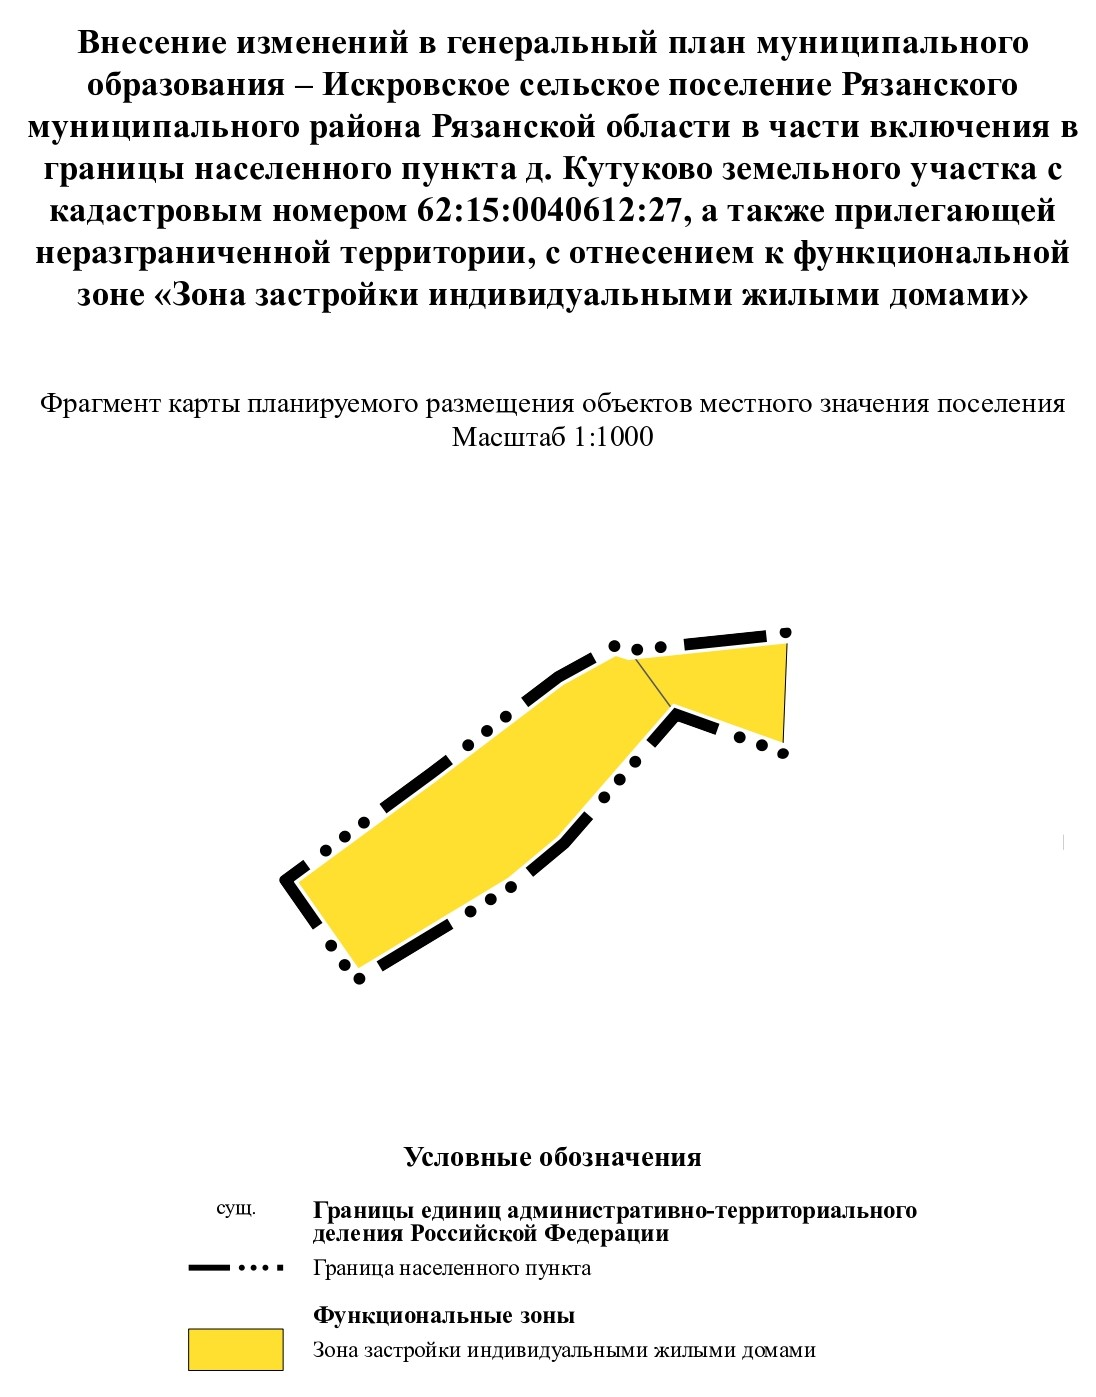 Внесение изменений в генеральный план муниципального
образования – Искровское сельское поселение Рязанского
муниципального района Рязанской области в части включения в
границы населенного пункта д. Кутуково земельного участка с
кадастровым номером 62:15:0040612:27, а также прилегающей
неразграниченной территории, с отнесением к функциональной
зоне «Зона застройки индивидуальными жилыми домами»
Фрагмент карты планируемого размещения объектов местного значения поселения
Масштаб 1:1000
Условные обозначения
сущ.
Границы единиц административно-территориального
деления Российской Федерации
Граница населенного пункта
Функциональные зоны
Зона застройки индивидуальными жилыми домами